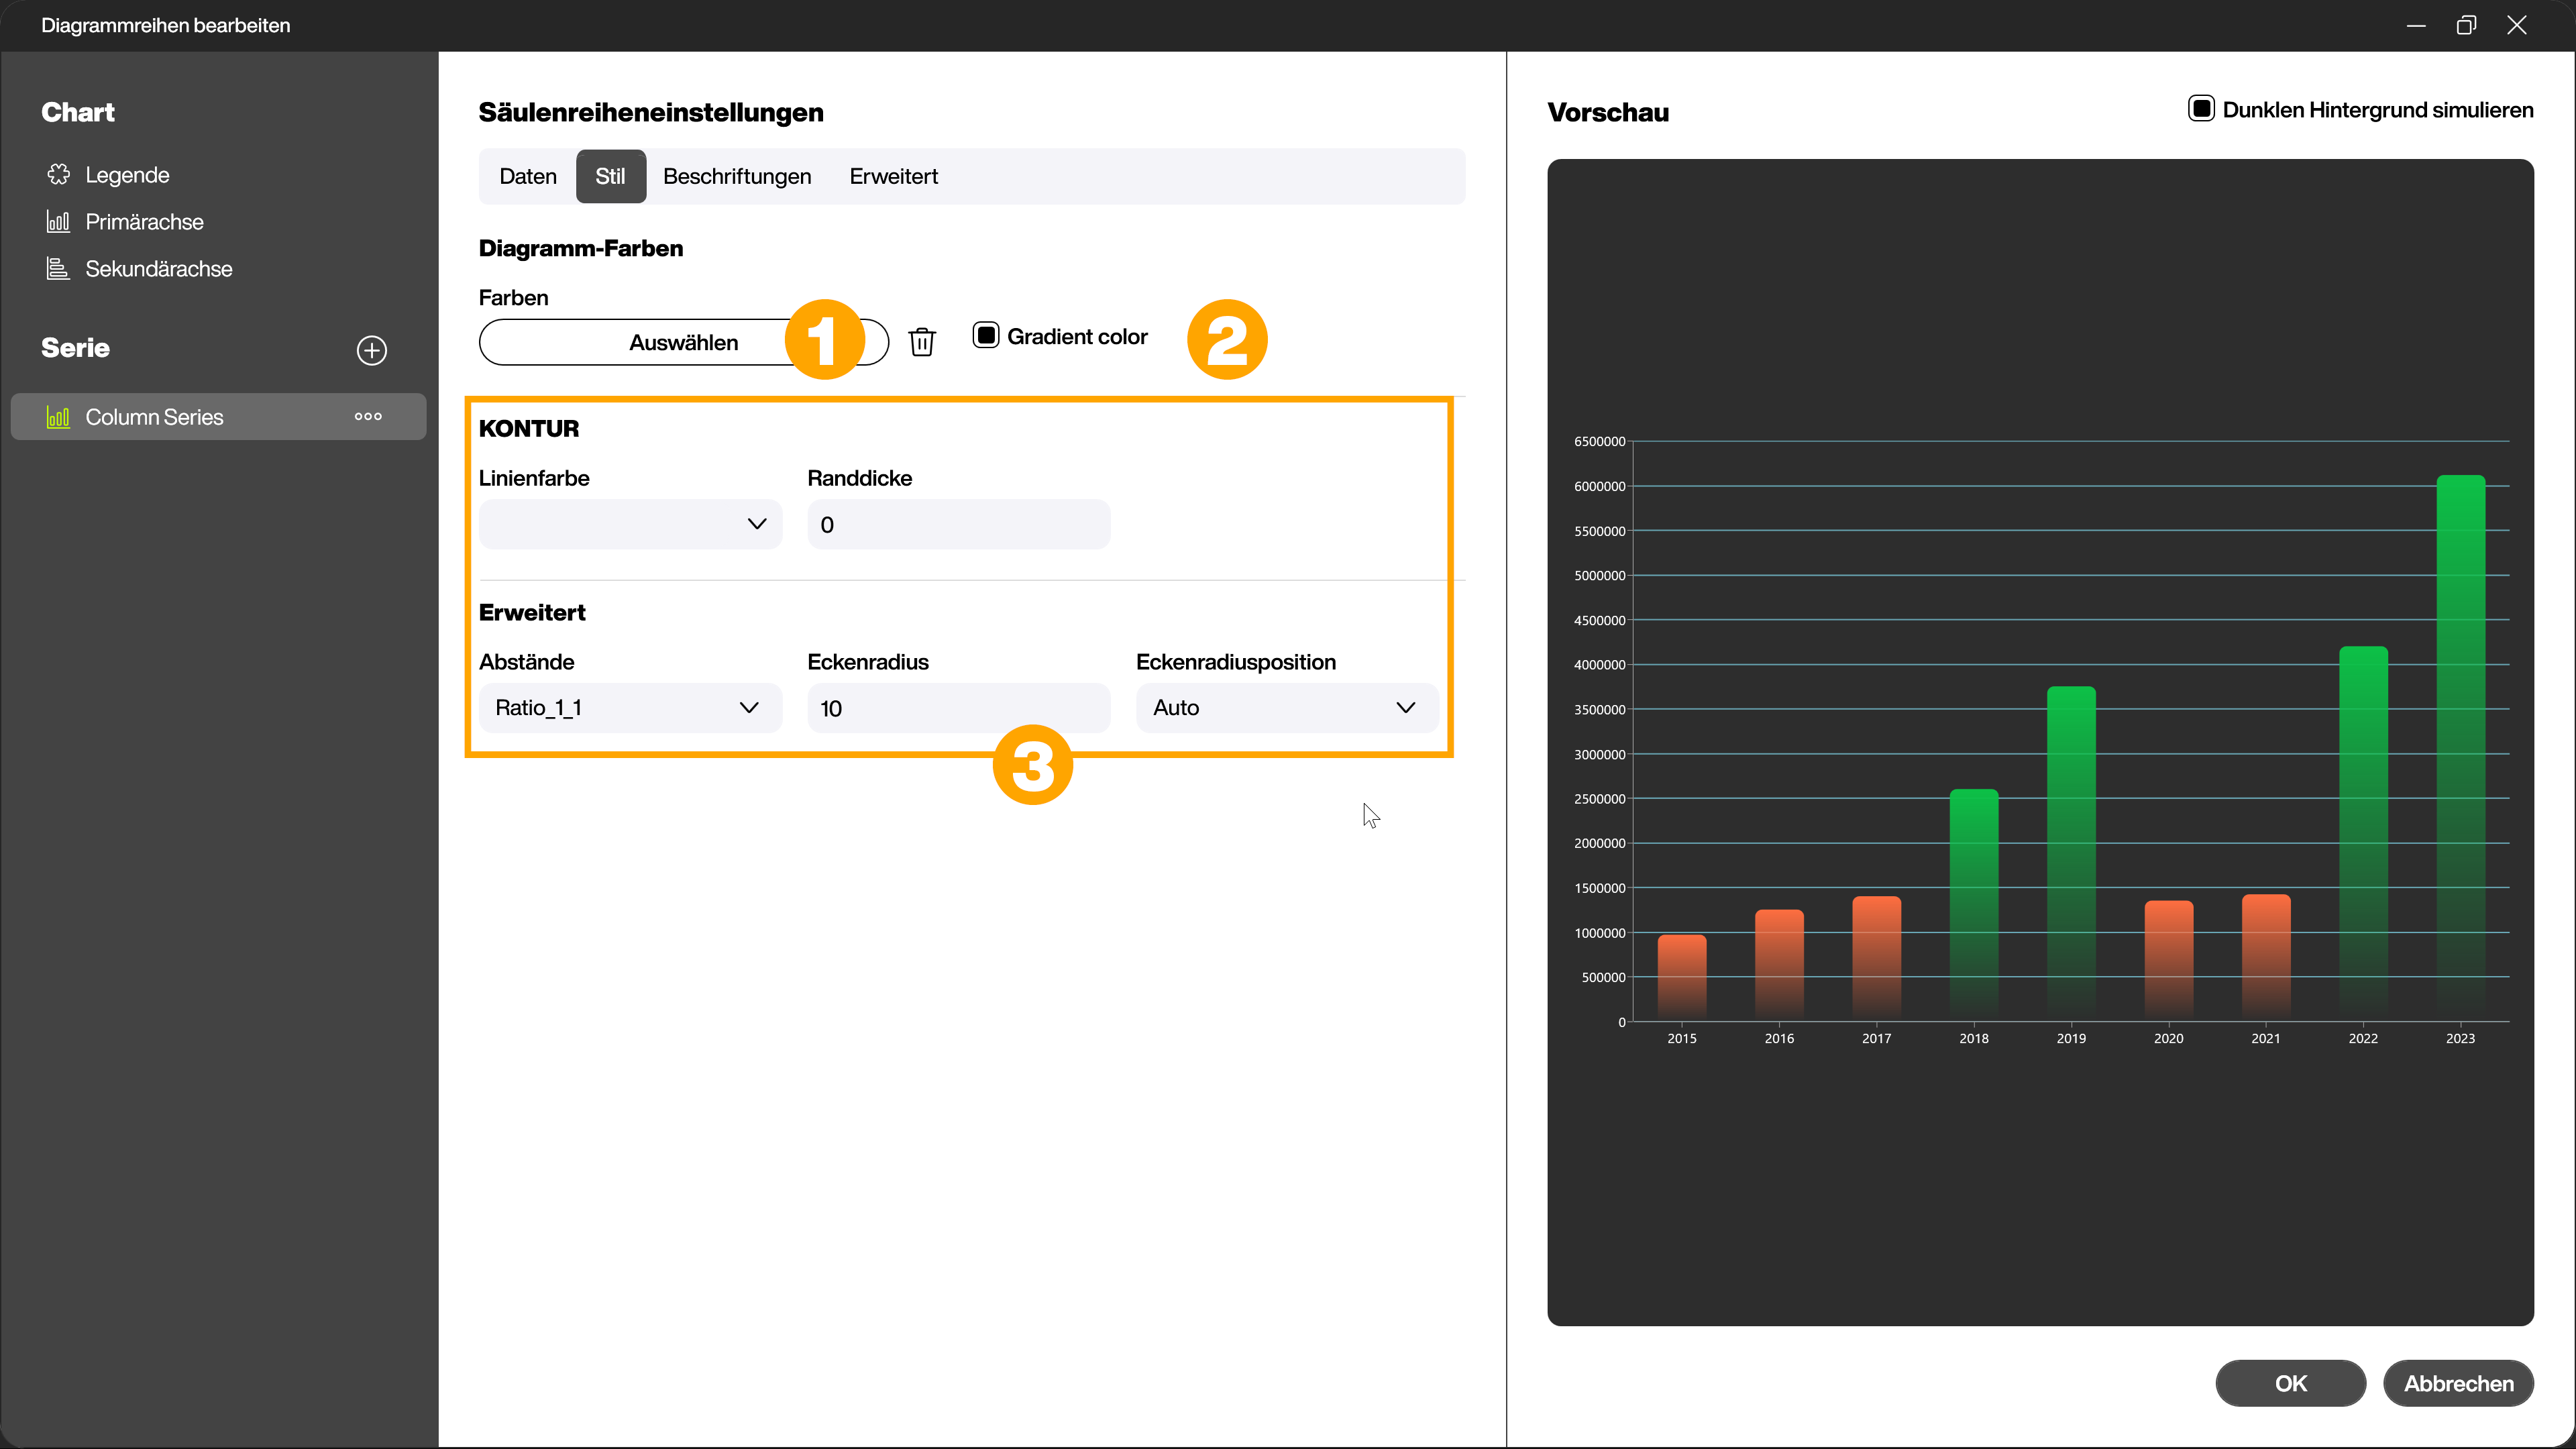 Diagrammreihen bearbeiten
Chart
Legende
Primärachse
Sekundärachse
Serie
Column Series
Säulenreiheneinstellungen
Daten Stil Beschriftungen Erweitert
Diagramm-Farben
Farben
Auswählen 1 Gradient color 2
KONTUR
Linienfarbe Randdicke
0
Erweitert
Abstände Eckenradius Eckenradiusposition
Ratio_1_1 10 Auto
3
Vorschau Dunklen Hintergrund simulieren
6500000
6000000
5500000
5000000
4500000
4000000
3500000
3000000
2500000
2000000
1500000
1000000
500000
0
2015 2016 2017 2018 2019 2020 2021 2022 2023
OK Abbrechen